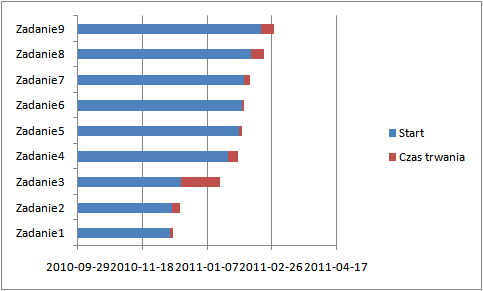 Zadanie9
Zadanie8
Zadanie7
Zadanie6
Zadanie5
Zadanie4
Zadanie3
Zadanie2
Zadanie1
Start
Czas trwania
2010-09-29 2010-11-18 2011-01-07 2011-02-26 2011-04-17